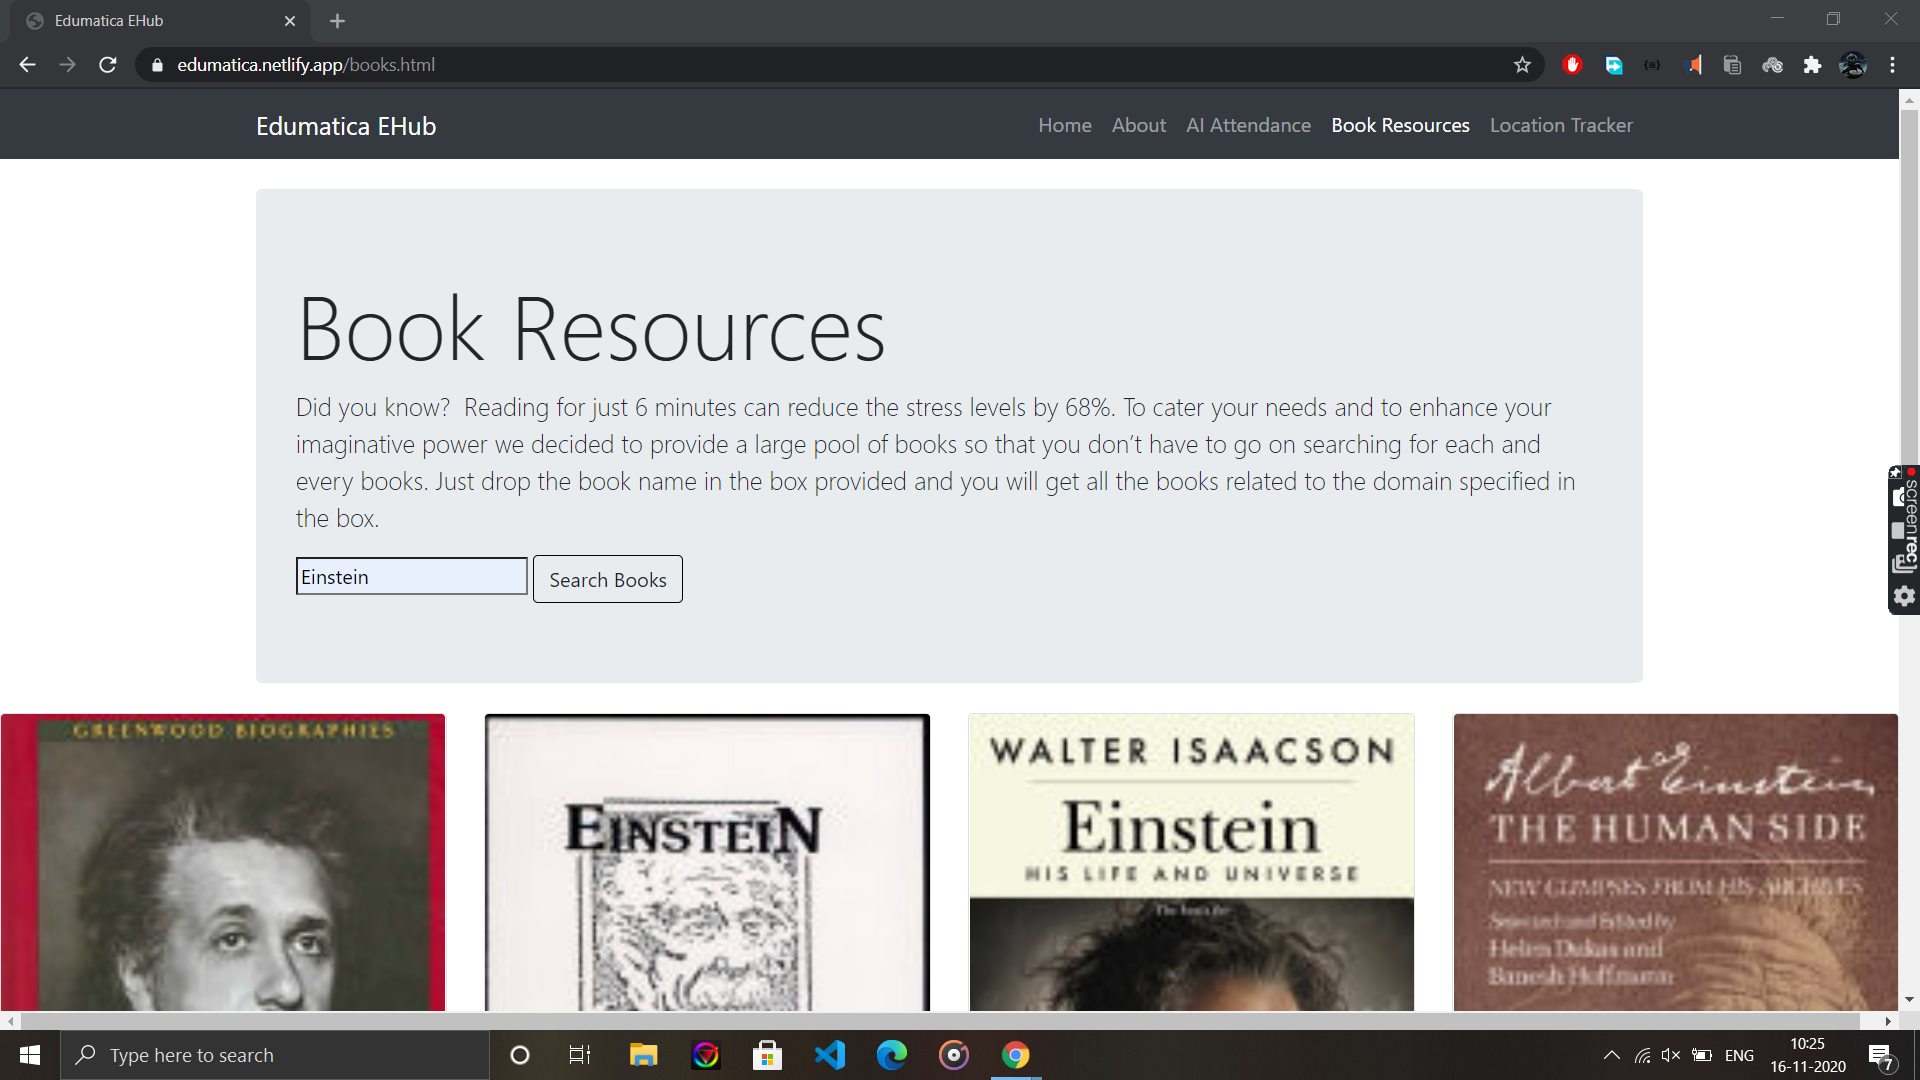 Edumatica EHub
edumatica.netlify.app/books.html
Edumatica EHub
Home About AI Attendance Book Resources Location Tracker
Book Resources
Did you know? Reading for just 6 minutes can reduce the stress levels by 68%. To cater your needs and to enhance your
imaginative power we decided to provide a large pool of books so that you don’t have to go on searching for each and
every books. Just drop the book name in the box provided and you will get all the books related to the domain specified in
the box.
Einstein Search Books
screenrec
GREENWOOD BIOGRAPHIES
EINSTEIN
WALTER ISAACSON
Einstein
HIS LIFE AND UNIVERSE
Albert Einstein
THE HUMAN SIDE
NEW GLIMPSES FROM HIS ARCHIVES
Selected and Edited by
Helen Dukas and
Banesh Hoffmann
Type here to search
ENG
10:25
16-11-2020
7